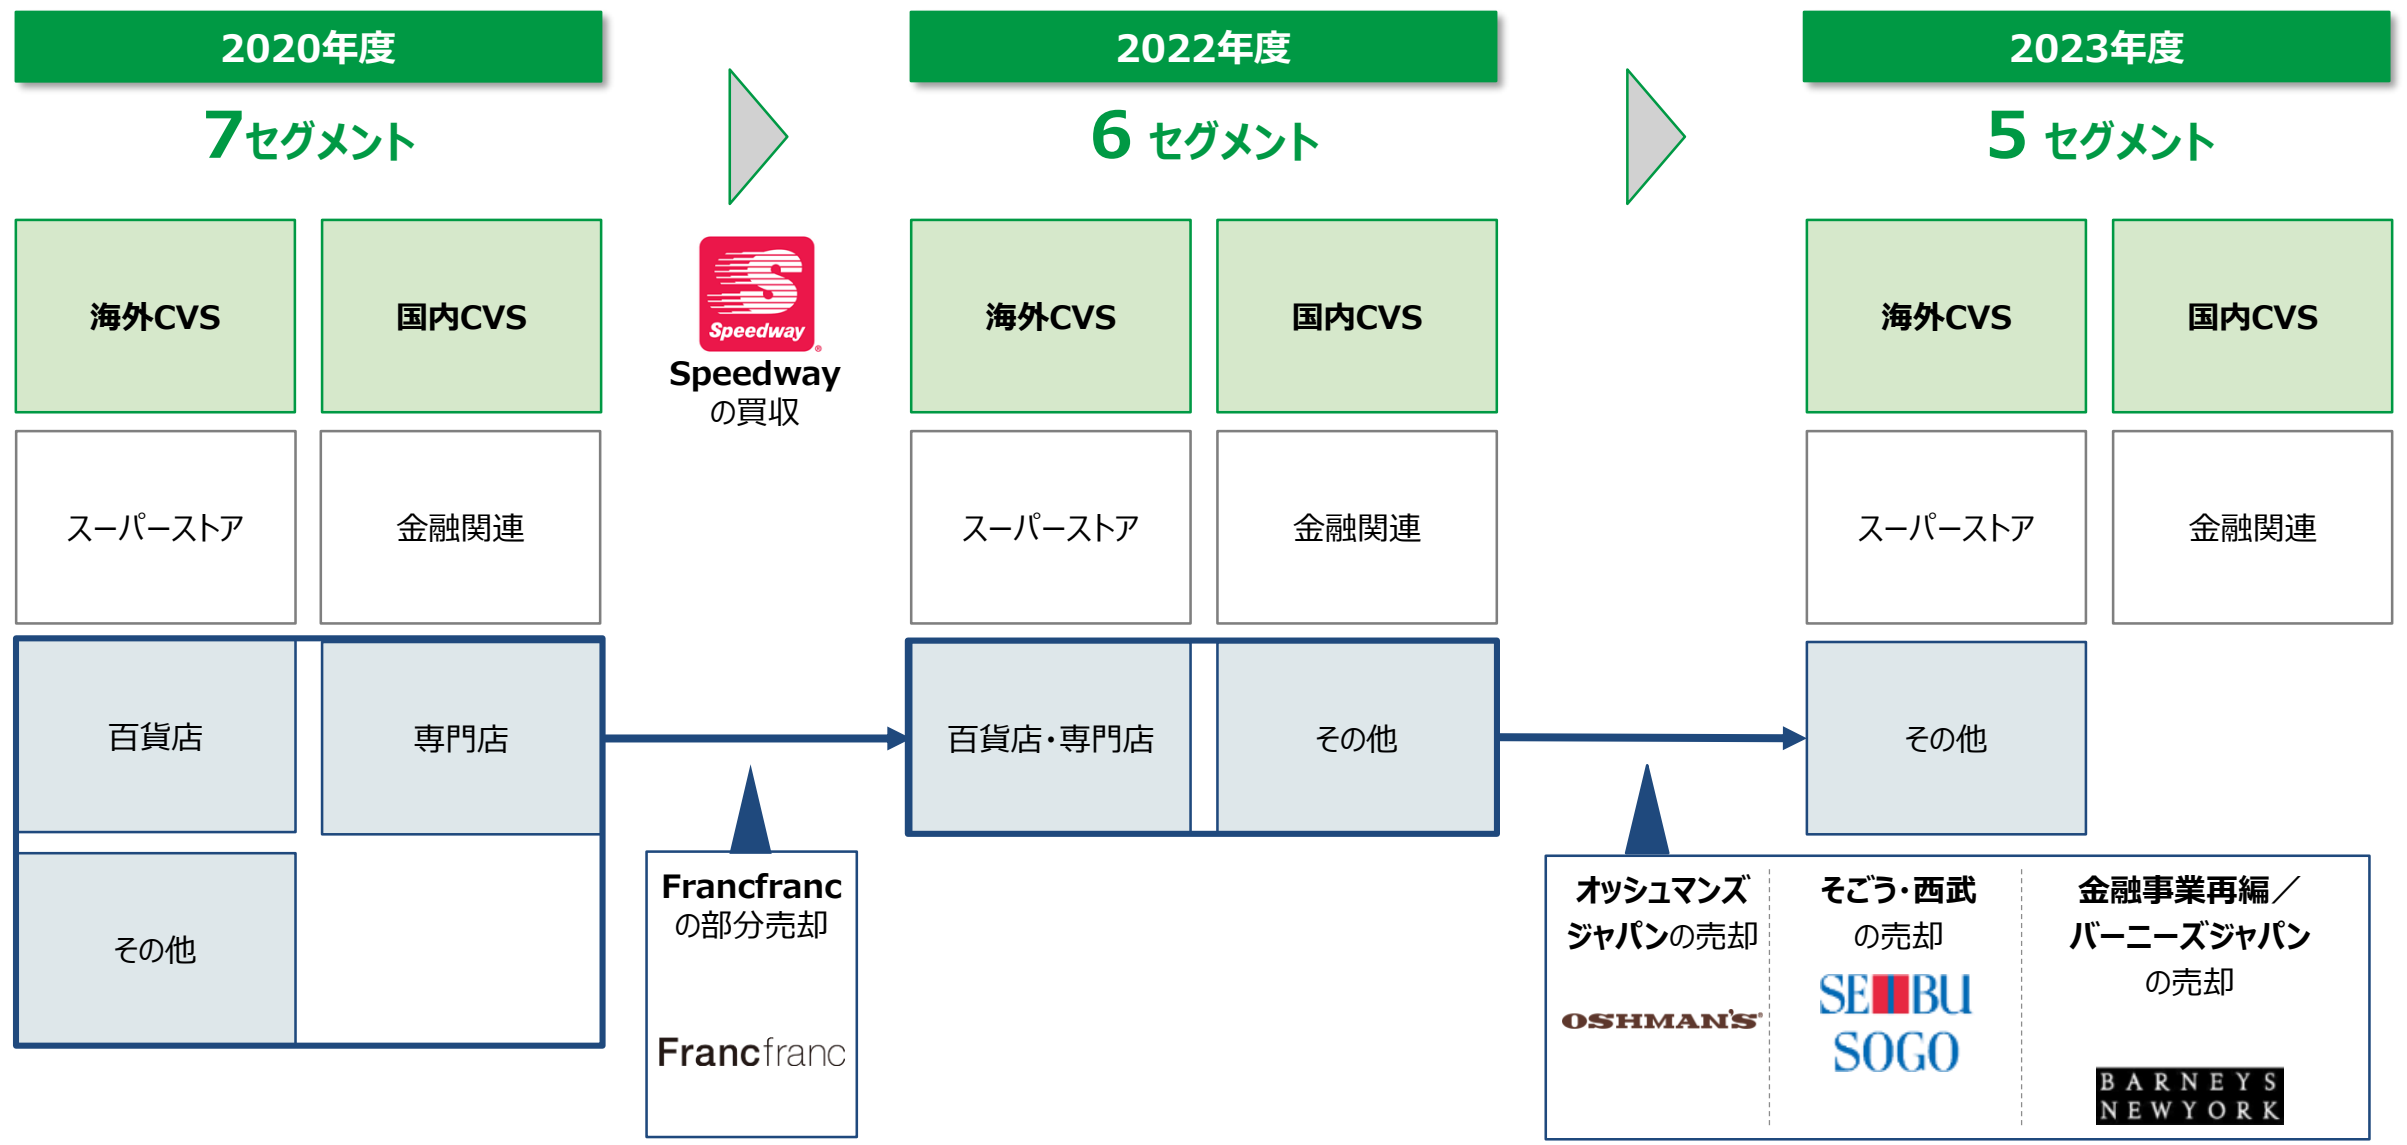 2020年度
7セグメント
海外CVS
国内CVS
スーパーストア
金融関連
百貨店
専門店
その他
Speedway
Speedway
の買収
Francfranc
の部分売却
Francfranc
2022年度
6 セグメント
海外CVS
国内CVS
スーパーストア
金融関連
百貨店・専門店
その他
オッシュマンズ
ジャパンの売却
OSHMAN'S
そごう・西武
の売却
SEIBU
SOGO
金融事業再編／
バーニーズジャパン
の売却
BARNEYS
NEWYORK
2023年度
5 セグメント
海外CVS
国内CVS
スーパーストア
金融関連
その他